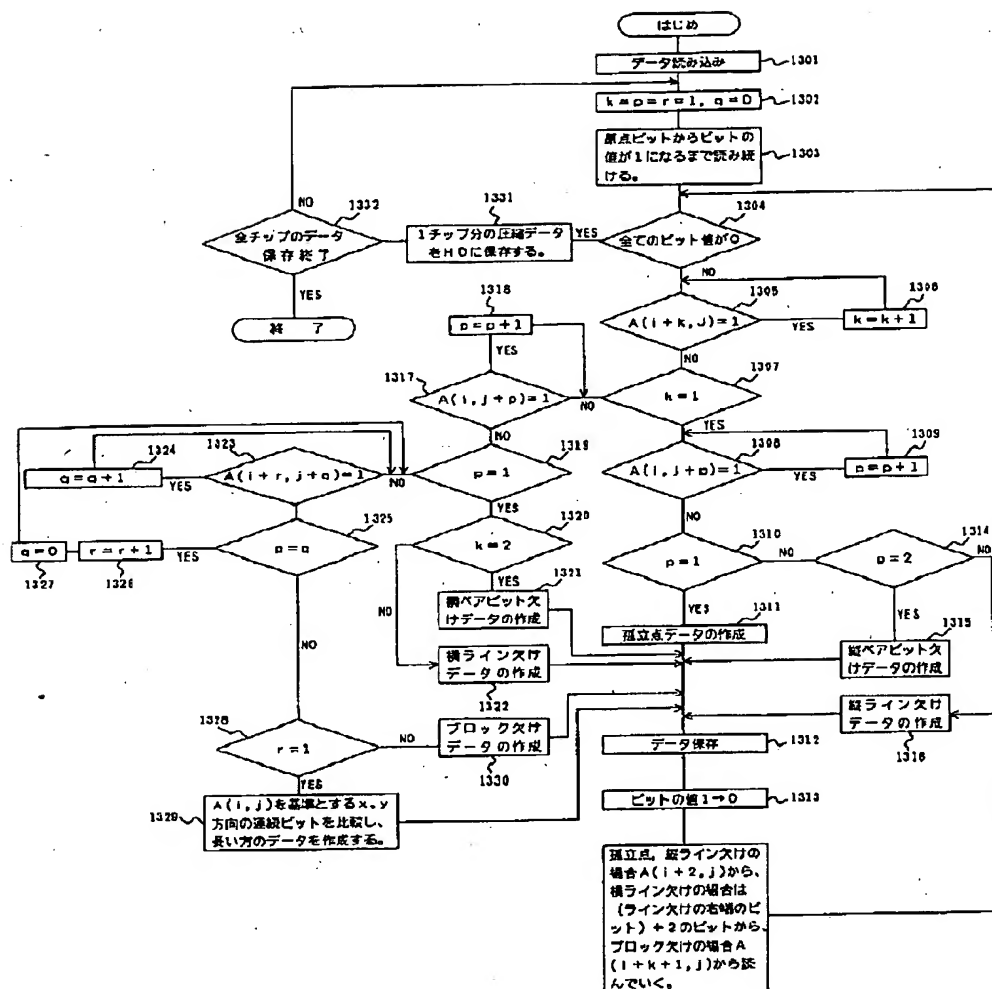 はじめ
データ読み込み
1301
k=p=r=1, q=0
1302
原点ビットからビットの
値が1になるまで読み続
ける。
1303
全てのビット値が0
1304
YES
NO
1チップ分の圧縮データ
をHDに保存する。
1331
全チップのデータ
保存終了
1332
NO
YES
終 了
A(i+k,j)=1
1305
YES
NO
k=k+1
1306
k=1
1307
NO
YES
A(i,j+p)=1
1308
YES
NO
p=p+1
1309
p=1
1310
NO
YES
孤立点データの作成
1311
p=2
1314
NO
YES
縦ペアビット欠
けデータの作成
1315
縦ライン欠け
データの作成
1316
A(i,j+p)=1
1317
YES
NO
p=p+1
1318
p=1
1319
NO
YES
k=2
1320
NO
YES
横ペアビット欠
けデータの作成
1321
横ライン欠け
データの作成
1322
A(i+r,j+q)=1
1323
YES
q=q+1
1324
p=q
1325
YES
NO
r=r+1
1326
q=0
1327
r=1
1328
NO
YES
A(i,j)を基準とするx、y
方向の連続ビットを比較し、
長い方のデータを作成する。
1329
ブロック欠け
データの作成
1330
データ保存
1312
ビットの値1→0
1313
孤立点、縦ライン欠けの
場合A(i+2,j)から、
横ライン欠けの場合は
(ライン欠けの右端のビ
ット)+2のビットから、
ブロック欠けの場合A
(i+k+1,j)から読
んでいく。